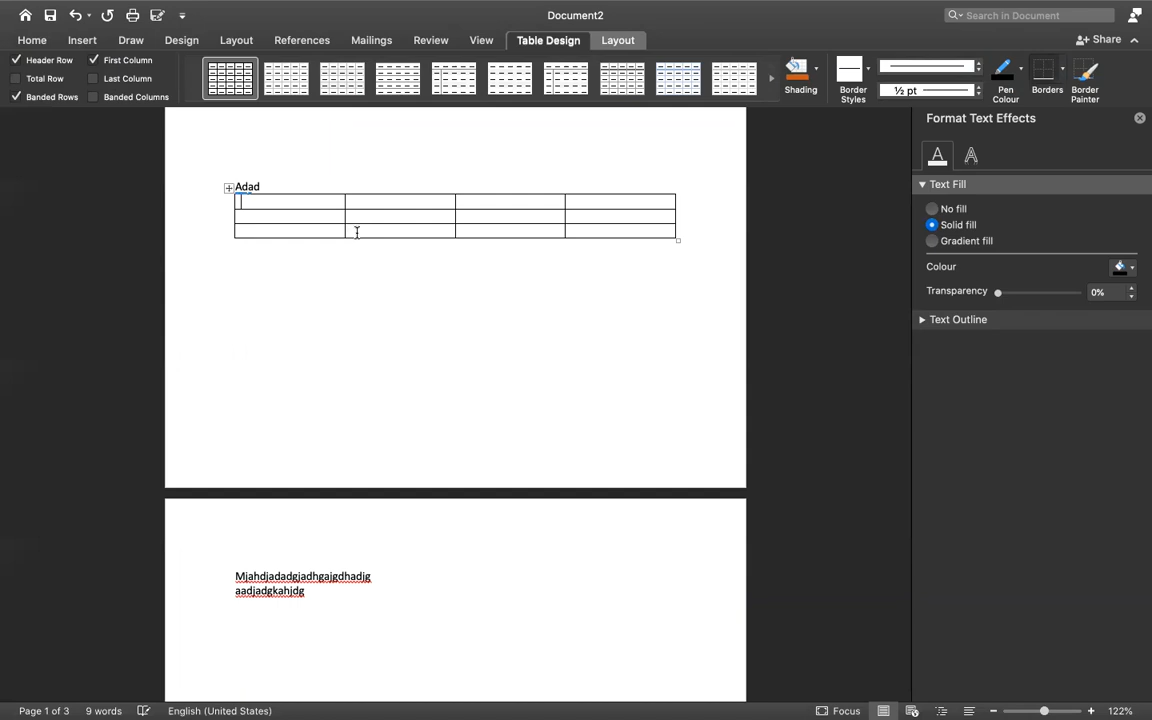 Document2
Search in Document
Home Insert Draw Design Layout References Mailings Review View Table Design Layout
Share
Header Row First Column
Total Row Last Column
Banded Rows Banded Columns
Shading
Border Styles
½ pt
Pen Colour
Borders
Border Painter
Format Text Effects
A A
Text Fill
No fill
Solid fill
Gradient fill
Colour
Transparency 0%
Text Outline
Adad
Mjahdjadadgjadhgajgdhadjg
aadjadgkahjdg
Page 1 of 3 9 words English (United States) Focus 122%